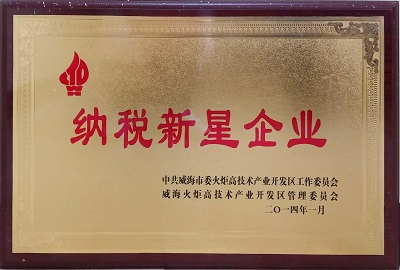 纳税新星企业
中共威海市委火炬高技术产业开发区工作委员会
威海火炬高技术产业开发区管理委员会
二〇一四年一月